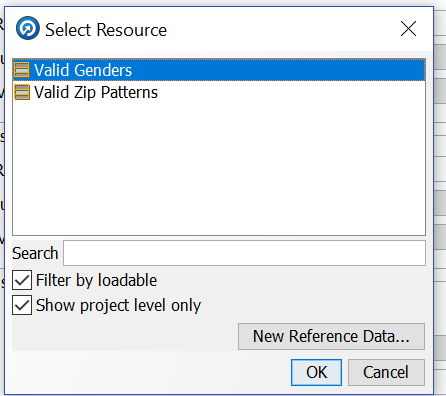 Select Resource
Valid Genders
Valid Zip Patterns
Search
Filter by loadable
Show project level only
New Reference Data...
OK Cancel